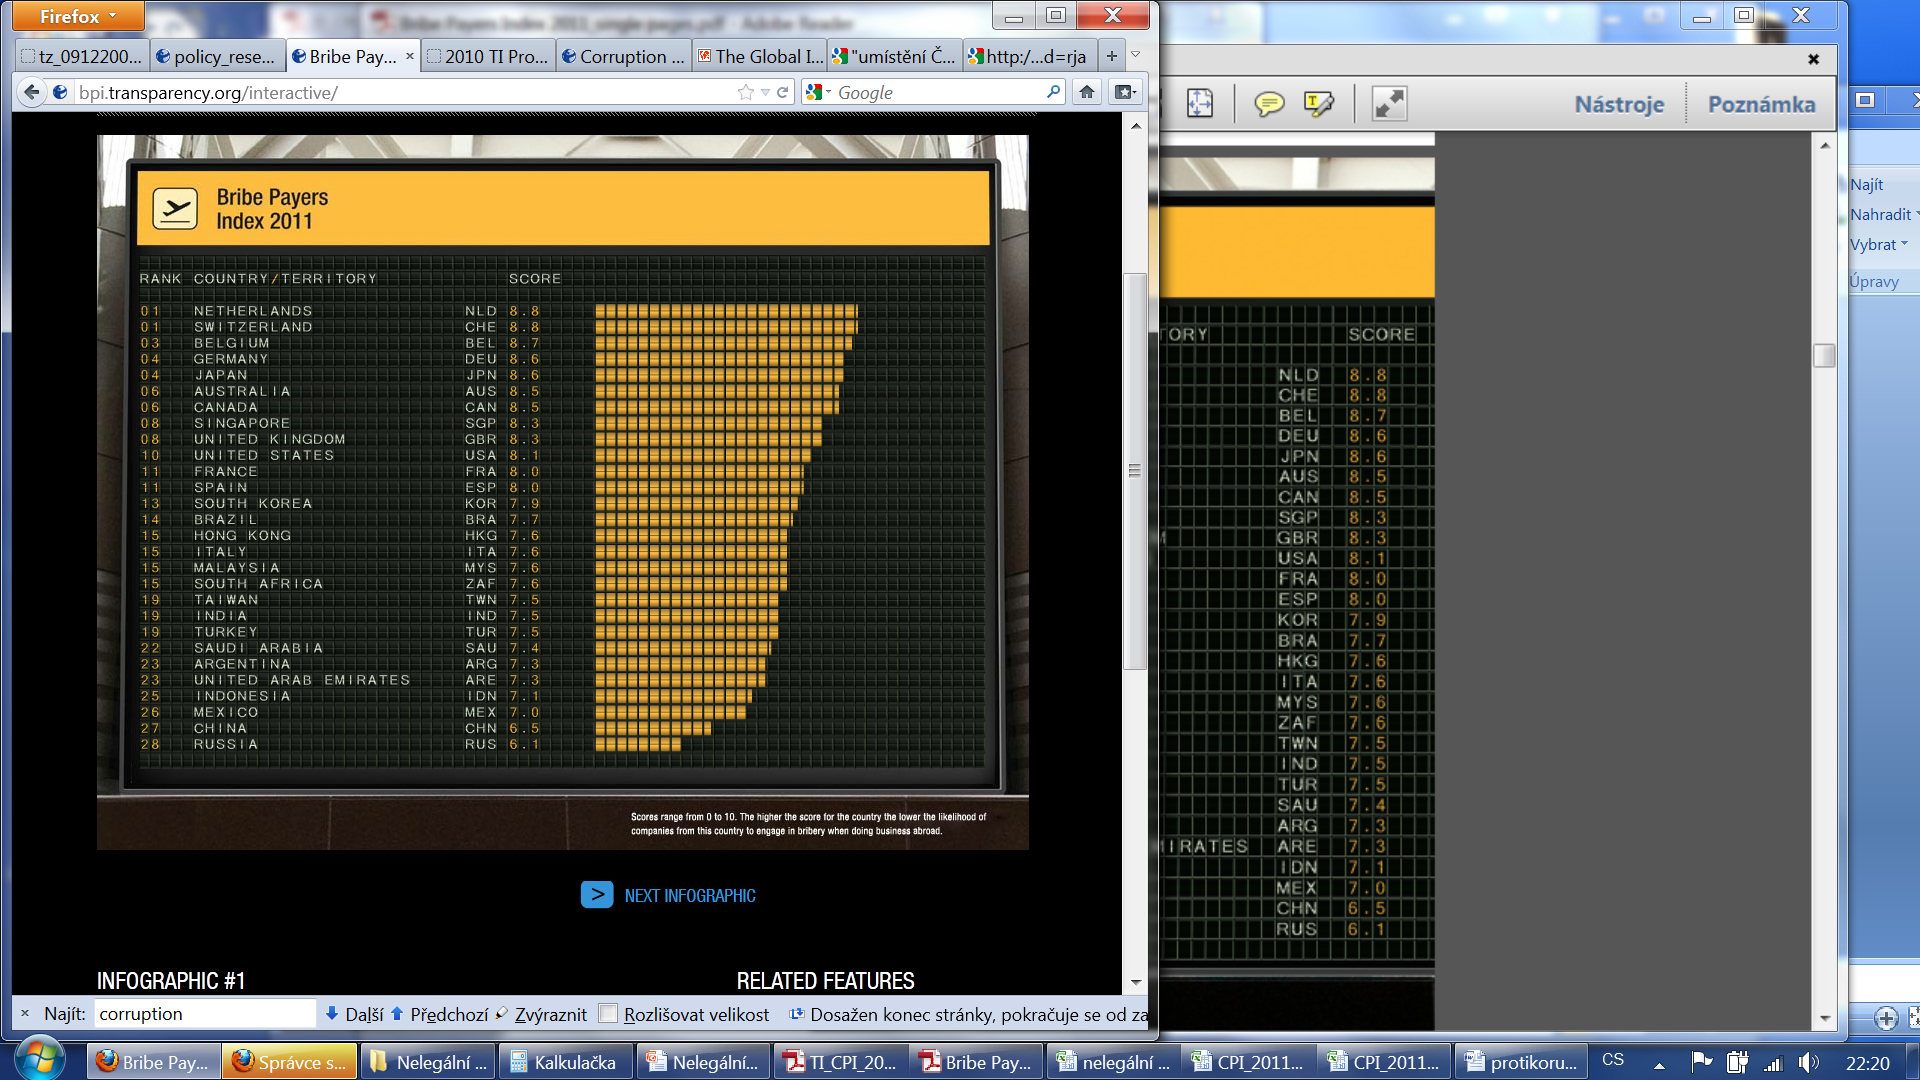 Bribe Payers Index 2011_single pages.pdf - Adobe Reader
Firefox
tz_0912200... policy_rese... Bribe Pay... 2010 TI Pro... Corruption ... The Global I... "umístění Č... http:/...d=rja
bpi.transparency.org/interactive/ Google
Bribe Payers
Index 2011
RANK COUNTRY/TERRITORY SCORE
01 NETHERLANDS NLD 8.8
01 SWITZERLAND CHE 8.8
03 BELGIUM BEL 8.7
04 GERMANY DEU 8.6
04 JAPAN JPN 8.6
06 AUSTRALIA AUS 8.5
06 CANADA CAN 8.5
08 SINGAPORE SGP 8.3
08 UNITED KINGDOM GBR 8.3
10 UNITED STATES USA 8.1
11 FRANCE FRA 8.0
11 SPAIN ESP 8.0
13 SOUTH KOREA KOR 7.9
14 BRAZIL BRA 7.7
15 HONG KONG HKG 7.6
15 ITALY ITA 7.6
15 MALAYSIA MYS 7.6
15 SOUTH AFRICA ZAF 7.6
19 TAIWAN TWN 7.5
19 INDIA IND 7.5
19 TURKEY TUR 7.5
22 SAUDI ARABIA SAU 7.4
23 ARGENTINA ARG 7.3
23 UNITED ARAB EMIRATES ARE 7.3
25 INDONESIA IDN 7.1
26 MEXICO MEX 7.0
27 CHINA CHN 6.5
28 RUSSIA RUS 6.1
Scores range from 0 to 10. The higher the score for the country the lower the likelihood of
companies from this country to engage in bribery when doing business abroad.
> NEXT INFOGRAPHIC
INFOGRAPHIC #1 RELATED FEATURES
× Najít: corruption Další Předchozí Zvýraznit Rozlišovat velikost Dosažen konec stránky, pokračuje se od za
Nástroje Poznámka
TORY SCORE
NLD 8.8
CHE 8.8
BEL 8.7
DEU 8.6
JPN 8.6
AUS 8.5
CAN 8.5
SGP 8.3
GBR 8.3
USA 8.1
FRA 8.0
ESP 8.0
KOR 7.9
BRA 7.7
HKG 7.6
ITA 7.6
MYS 7.6
ZAF 7.6
TWN 7.5
IND 7.5
TUR 7.5
SAU 7.4
ARG 7.3
MIRATES ARE 7.3
IDN 7.1
MEX 7.0
CHN 6.5
RUS 6.1
Najít
Nahradit
Vybrat
Úpravy
Bribe Pay... Správce s... Nelegální ... Kalkulačka Nelegální... TI_CPI_20... Bribe Pay... nelegální ... CPI_2011... CPI_2011... protikoru... CS 22:20